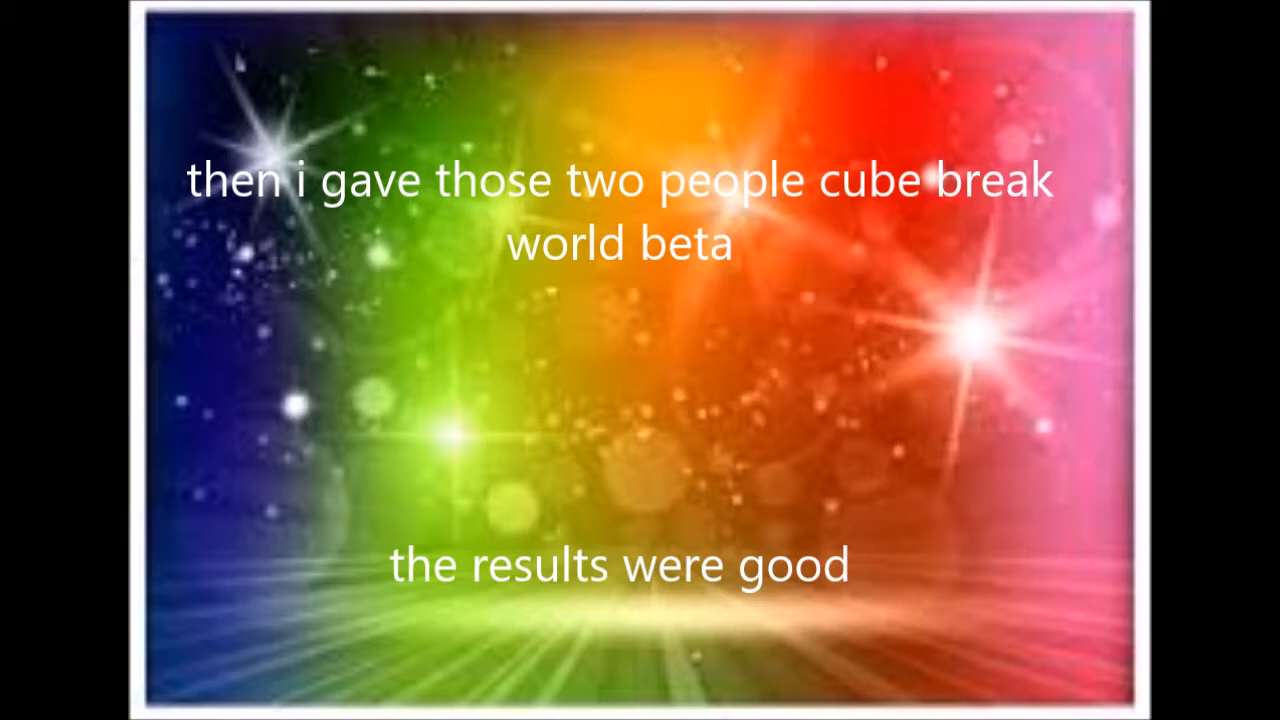 then i gave those two people cube break
world beta
the results were good